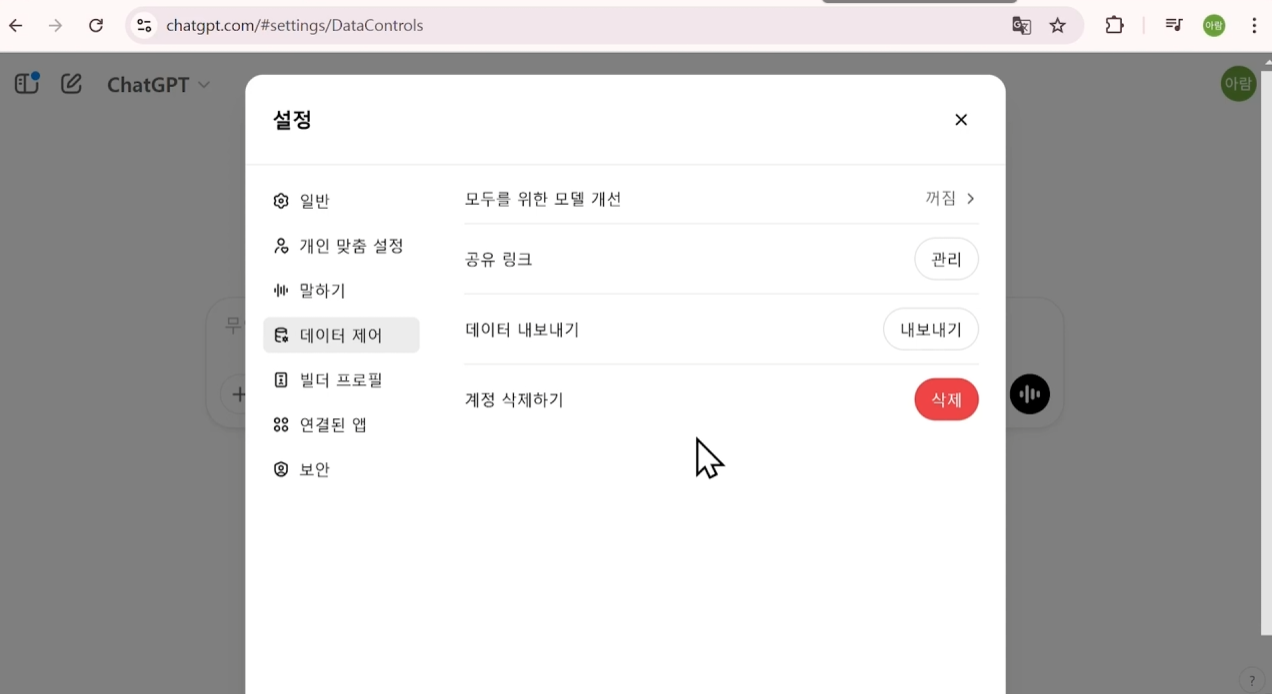 chatgpt.com/#settings/DataControls
아람
ChatGPT
아람
설정
일반
개인 맞춤 설정
말하기
데이터 제어
빌더 프로필
연결된 앱
보안
모두를 위한 모델 개선
꺼짐
공유 링크
관리
데이터 내보내기
내보내기
계정 삭제하기
삭제
무
?